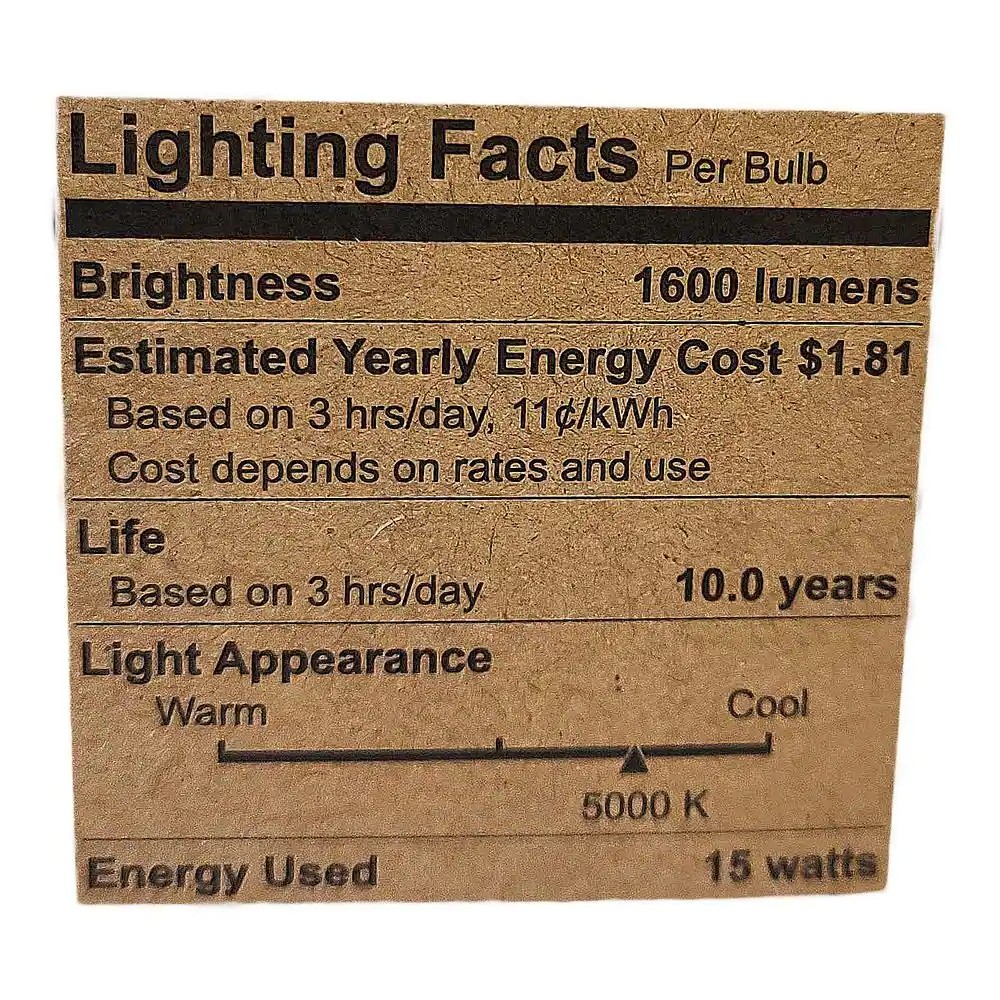 Lighting Facts Per Bulb
Brightness 1600 lumens
Estimated Yearly Energy Cost $1.81
Based on 3 hrs/day, 11¢/kWh
Cost depends on rates and use
Life
Based on 3 hrs/day 10.0 years
Light Appearance
Warm Cool
5000 K
Energy Used 15 watts